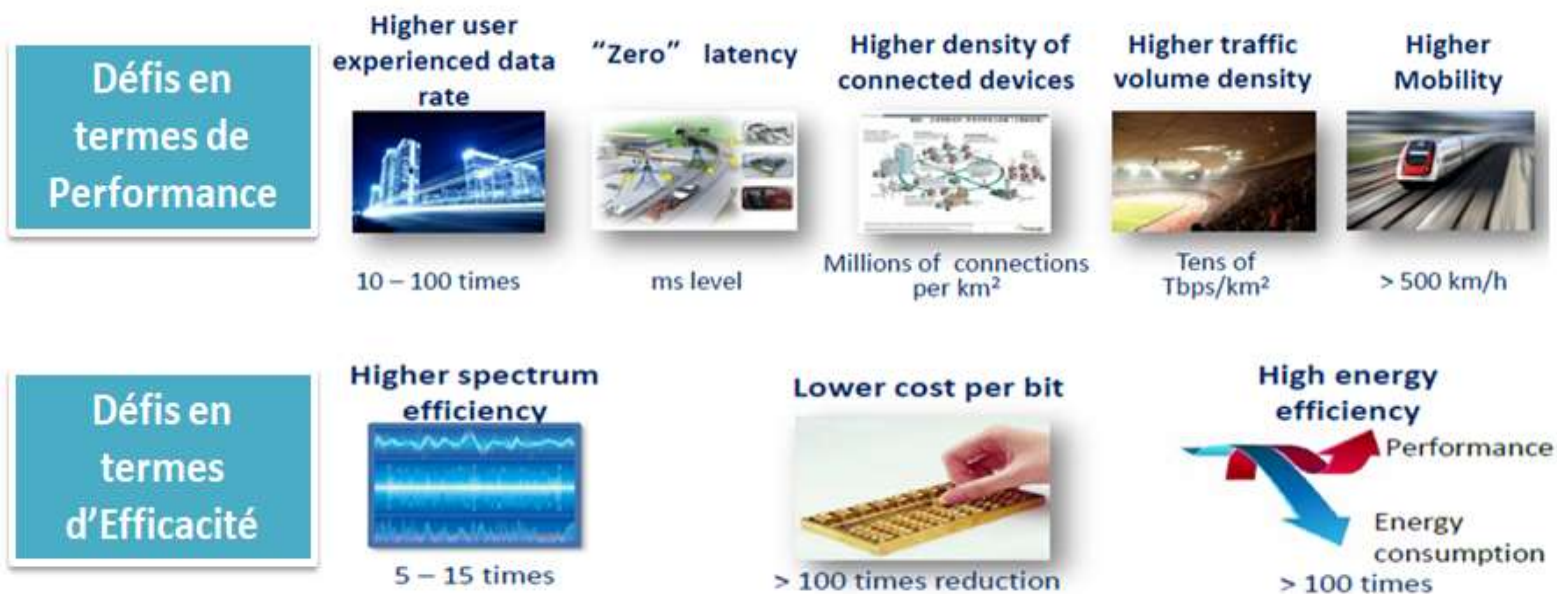 Défis en
termes de
Performance
Higher user
experienced data
rate
10 – 100 times
“Zero” latency
ms level
Higher density of
connected devices
Millions of connections
per km²
Higher traffic
volume density
Tens of
Tbps/km²
Higher
Mobility
> 500 km/h
Défis en
termes
d’Efficacité
Higher spectrum
efficiency
5 – 15 times
Lower cost per bit
> 100 times reduction
High energy
efficiency
Performance
Energy
consumption
> 100 times